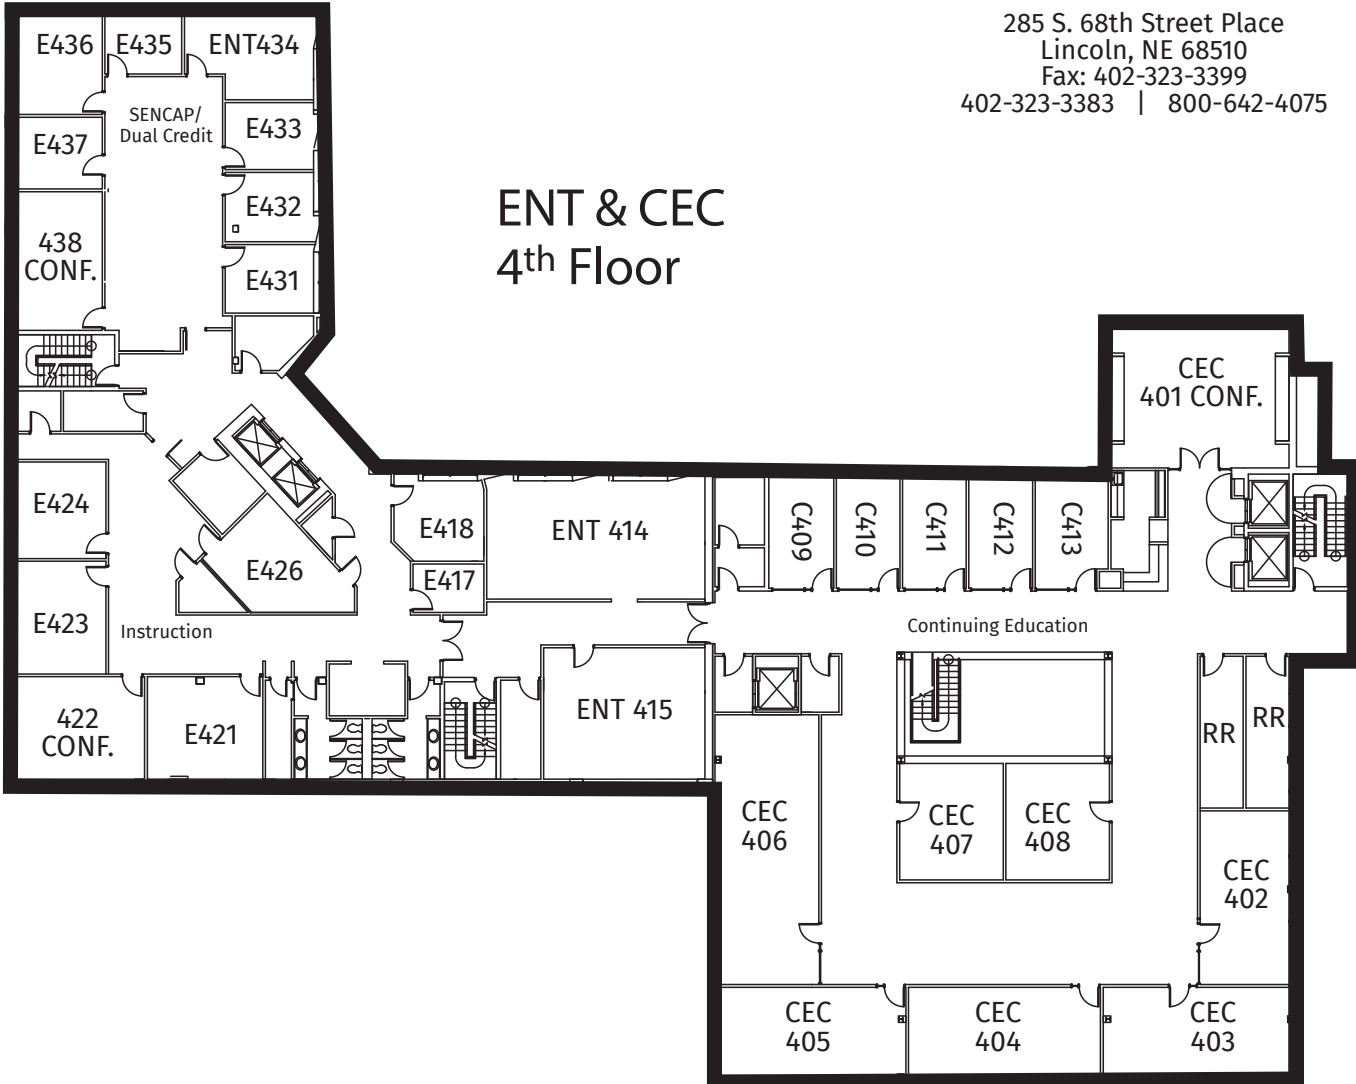 285 S. 68th Street Place
Lincoln, NE 68510
Fax: 402-323-3399
402-323-3383 | 800-642-4075
ENT & CEC
4th Floor
E436
E435
ENT434
SENCAP/
Dual Credit
E433
E437
E432
438
CONF.
E431
CEC
401 CONF.
E424
E418
ENT 414
C409
C410
C411
C412
C413
E426
E417
E423
Instruction
Continuing Education
422
CONF.
E421
ENT 415
RR
RR
CEC
406
CEC
407
CEC
408
CEC
402
CEC
405
CEC
404
CEC
403